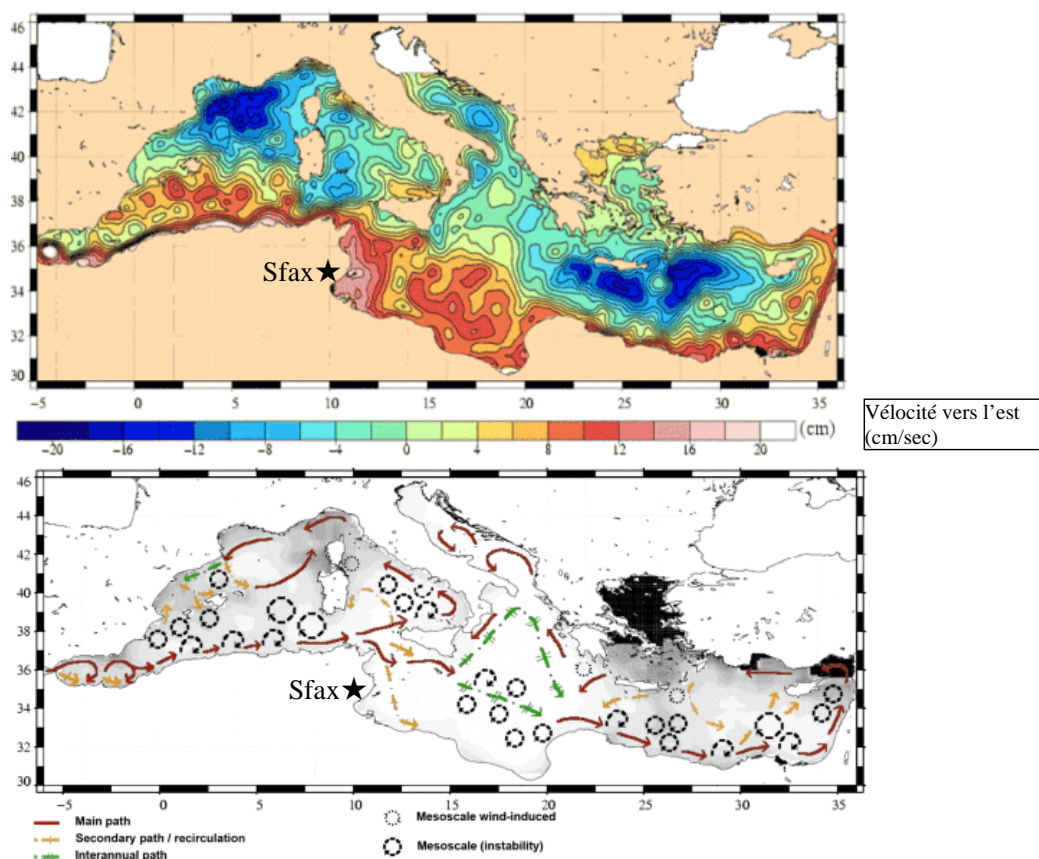 46
44
42
40
38
36
34
32
30
Sfax
-5 0 5 10 15 20 25 30 35
(cm)
-20 -16 -12 -8 -4 0 4 8 12 16 20
Vélocité vers l'est
(cm/sec)
46
44
42
40
38
36
34
32
30
Sfax
-5 0 5 10 15 20 25 30 35
Main path
Secondary path / recirculation
Interannual path
Mesoscale wind-induced
Mesoscale (instability)